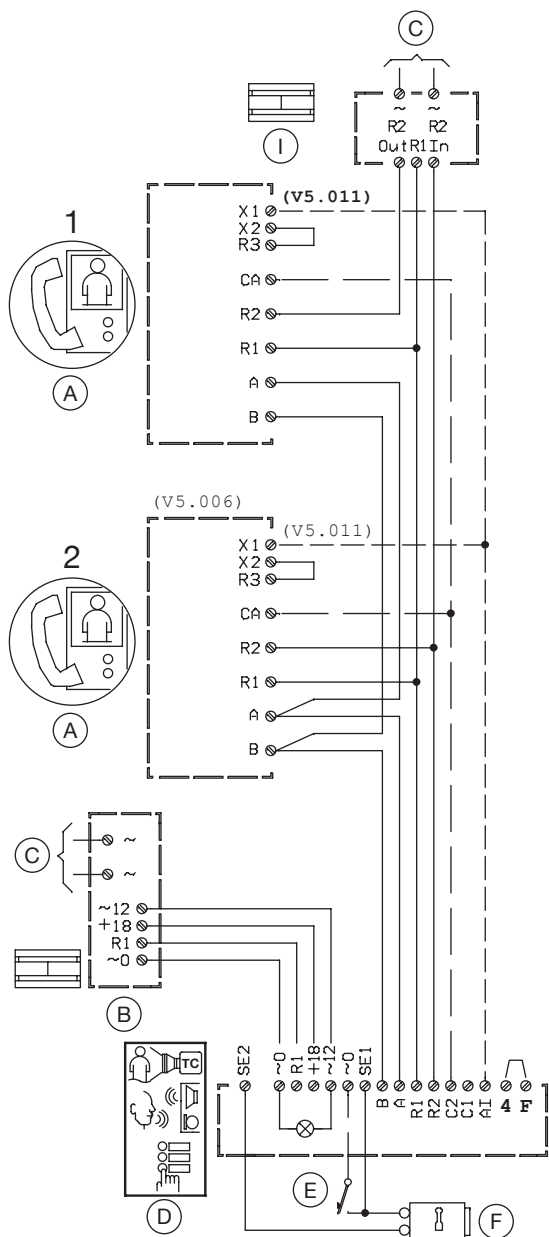 C
~ ~
R2 R2
Out R1 In
I
(V5.011)
X1
X2
R3
CA
R2
R1
A
B
1
A
(V5.006)
(V5.011)
X1
X2
R3
CA
R2
R1
A
B
2
A
C
~
~
~12
+18
R1
~0
B
SE2 ~0 R1 +18 ~12 ~0 SE1 B A R1 R2 C2 C1 AI 4 F
TC
D
E
F